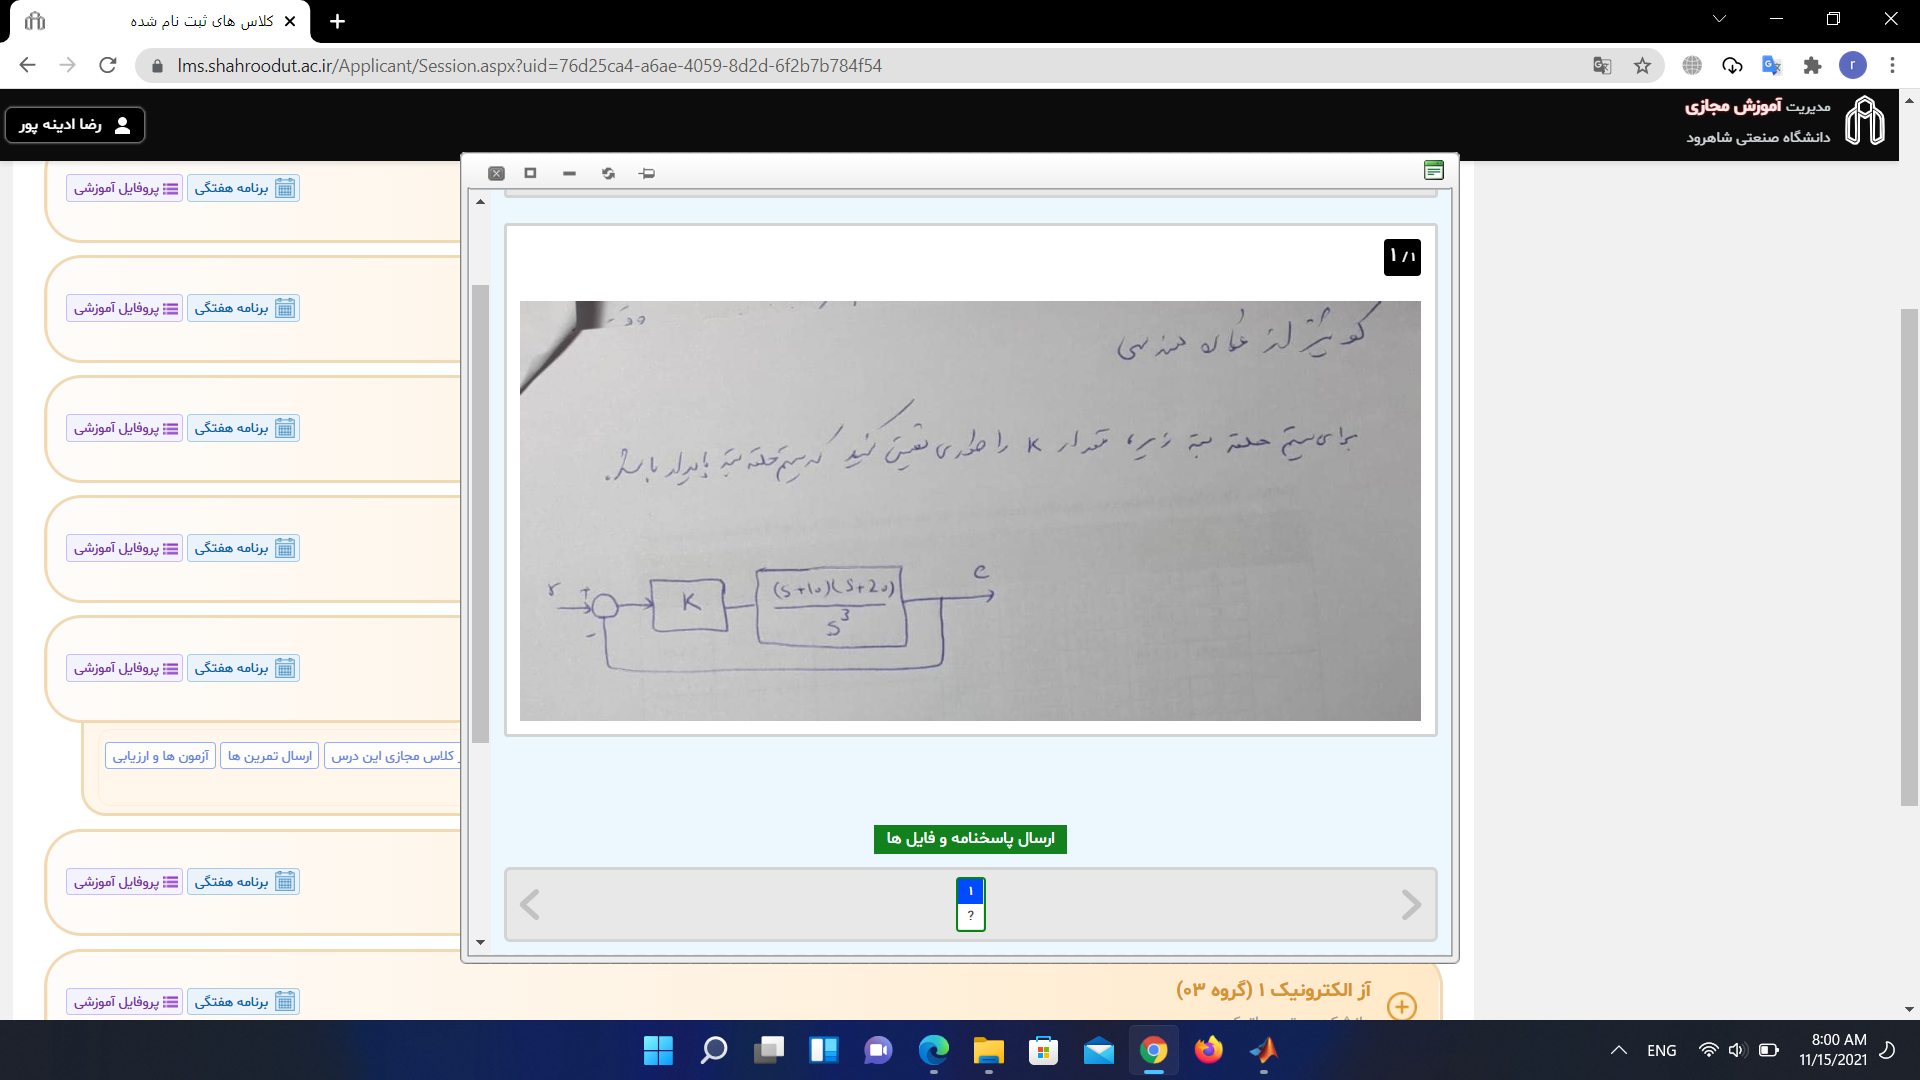 کلاس های ثبت نام شده
lms.shahroodut.ac.ir/Applicant/Session.aspx?uid=76d25ca4-a6ae-4059-8d2d-6f2b7b784f54
r
مدیریت آموزش مجازی
دانشگاه صنعتی شاهرود
رضا ادینه پور
برنامه هفتگی پروفایل آموزشی
برنامه هفتگی پروفایل آموزشی
برنامه هفتگی پروفایل آموزشی
برنامه هفتگی پروفایل آموزشی
برنامه هفتگی پروفایل آموزشی
کلاس مجازی این درس ارسال تمرین ها آزمون ها و ارزیابی
برنامه هفتگی پروفایل آموزشی
برنامه هفتگی پروفایل آموزشی
۱/۱
کوییز از مکان هندسی
برای سیستم حلقه بسته زیر، مقدار K را طوری تعیین کنید که سیستم حلقه بسته پایدار باشد.
r + - K (s+10)(s+20) / s³ c
ارسال پاسخنامه و فایل ها
۱
?
آز الکترونیک ۱ (گروه ۰۳)
ENG
8:00 AM
11/15/2021